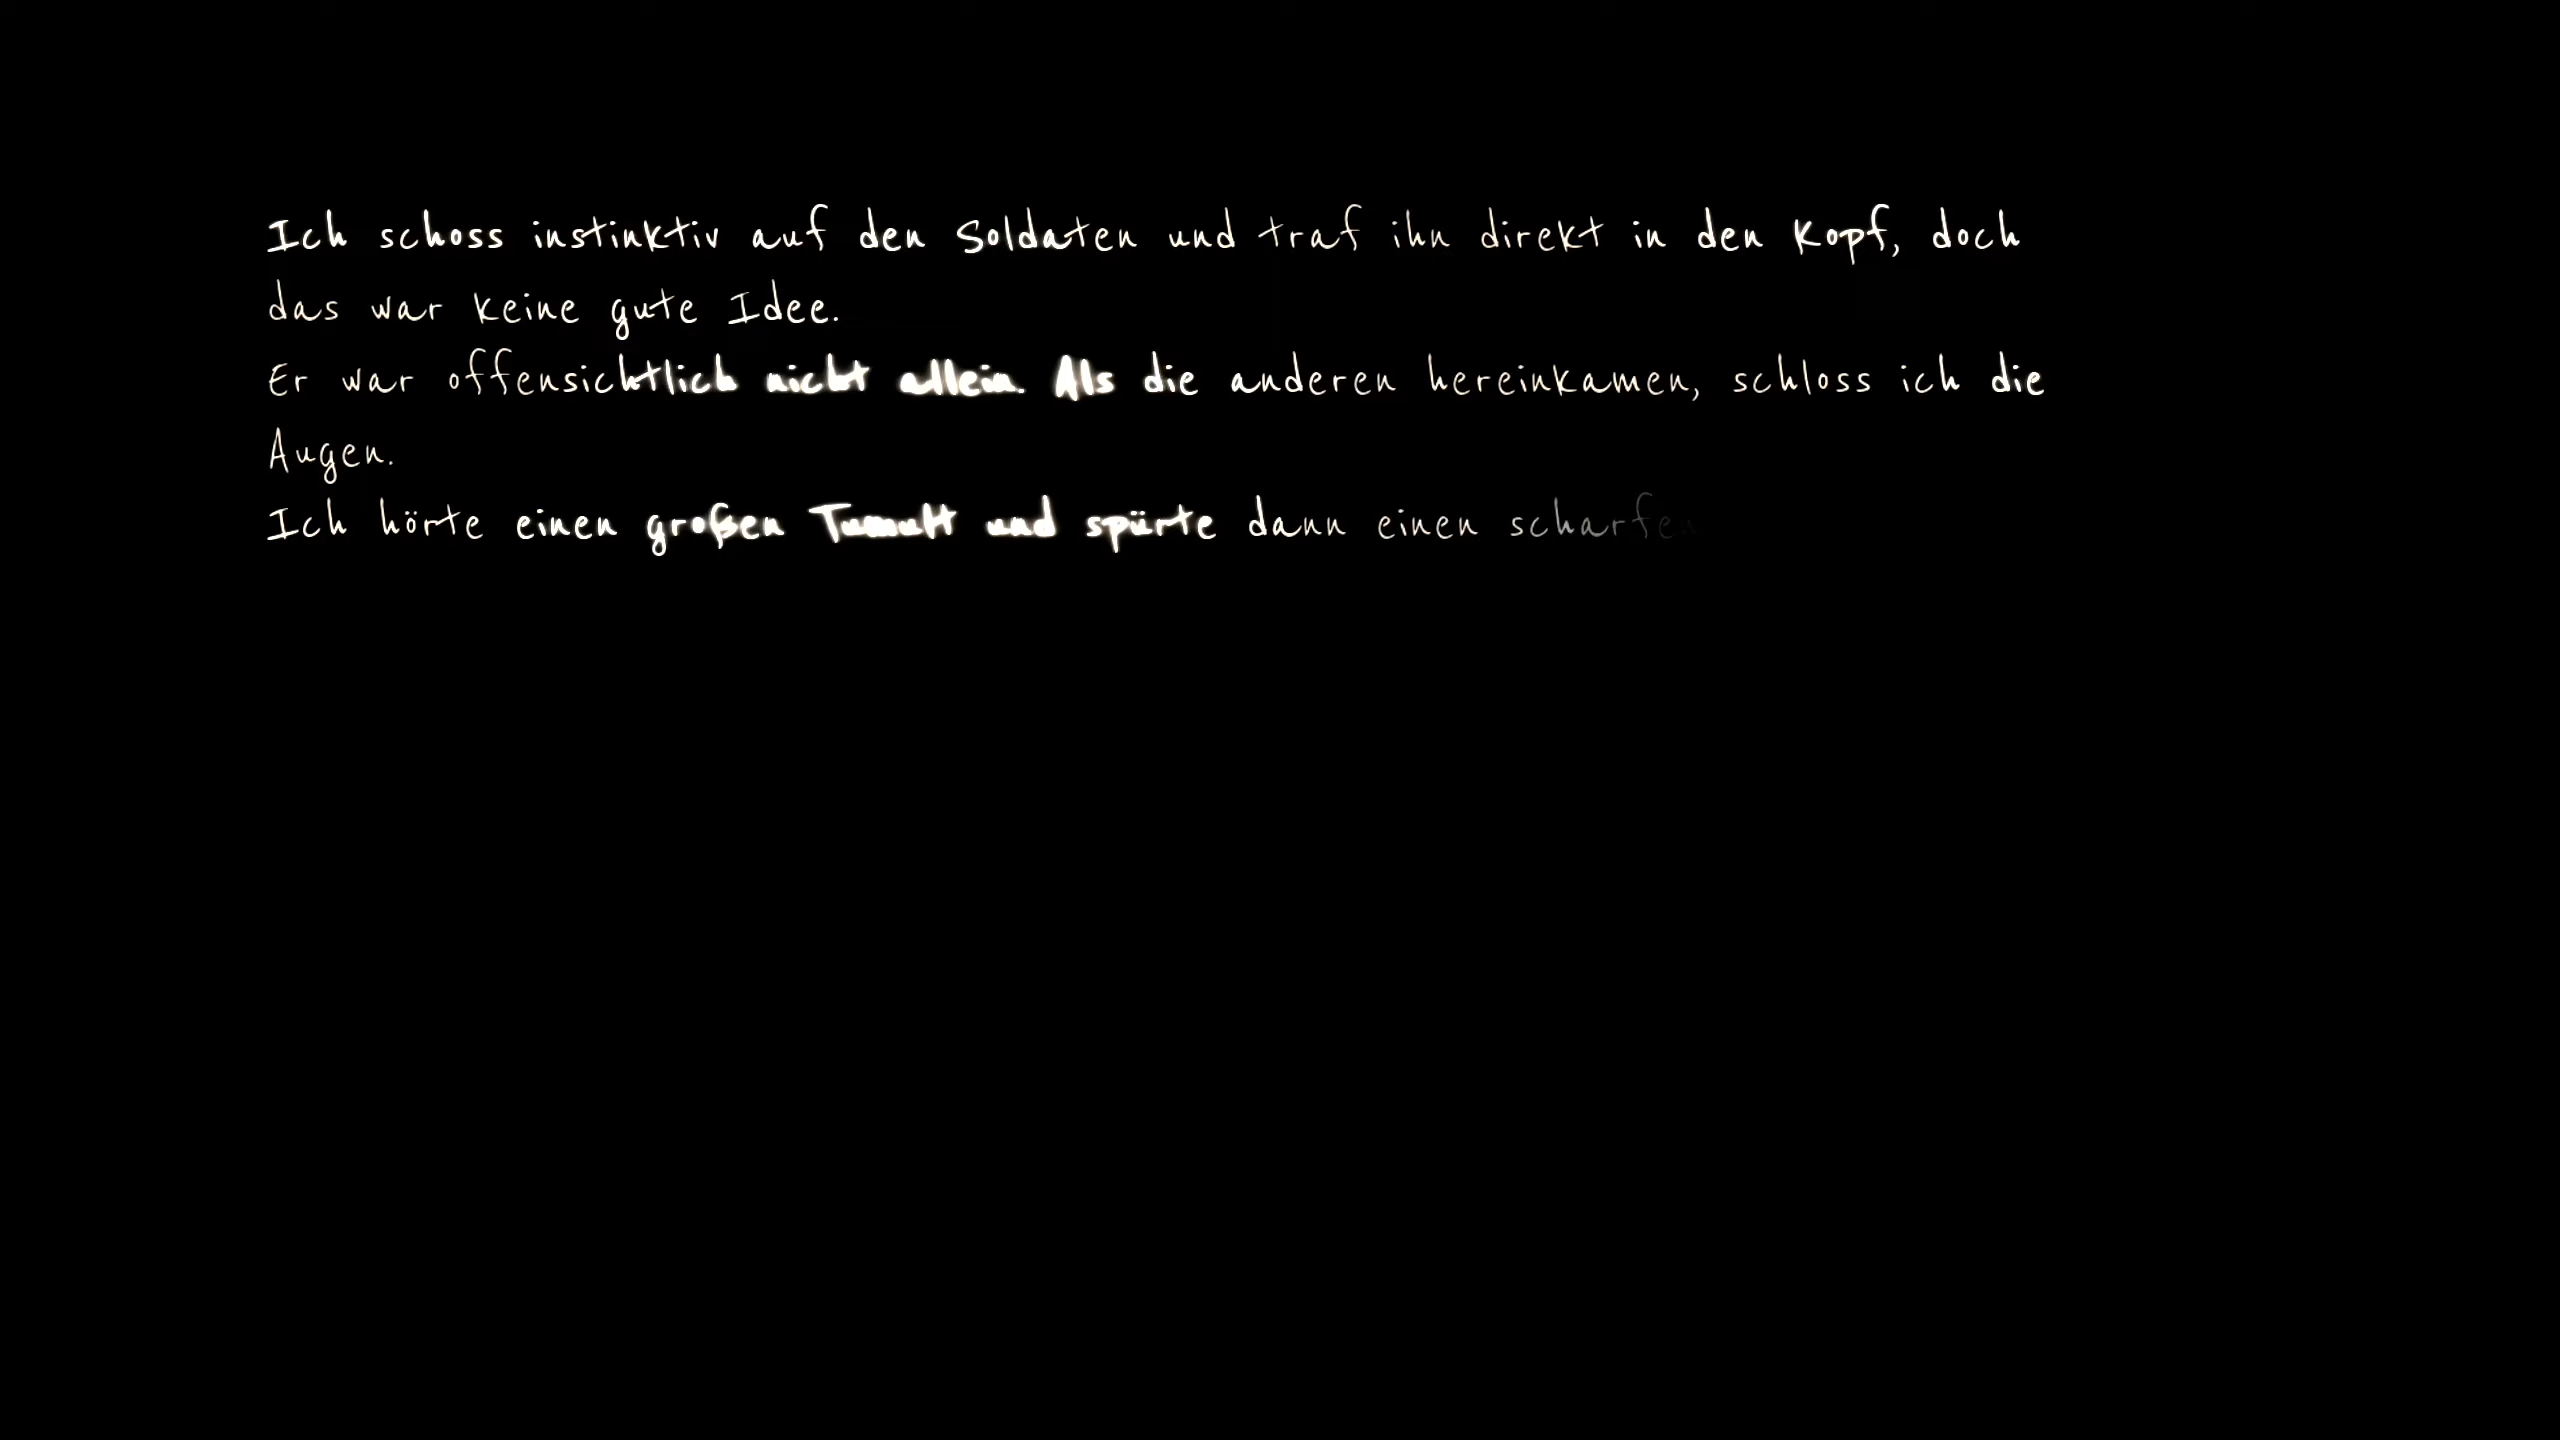 Ich schoss instinktiv auf den Soldaten und traf ihn direkt in den Kopf, doch
das war keine gute Idee.
Er war offensichtlich nicht allein. Als die anderen hereinkamen, schloss ich die
Augen.
Ich hörte einen großen Tumult und spürte dann einen scharfen